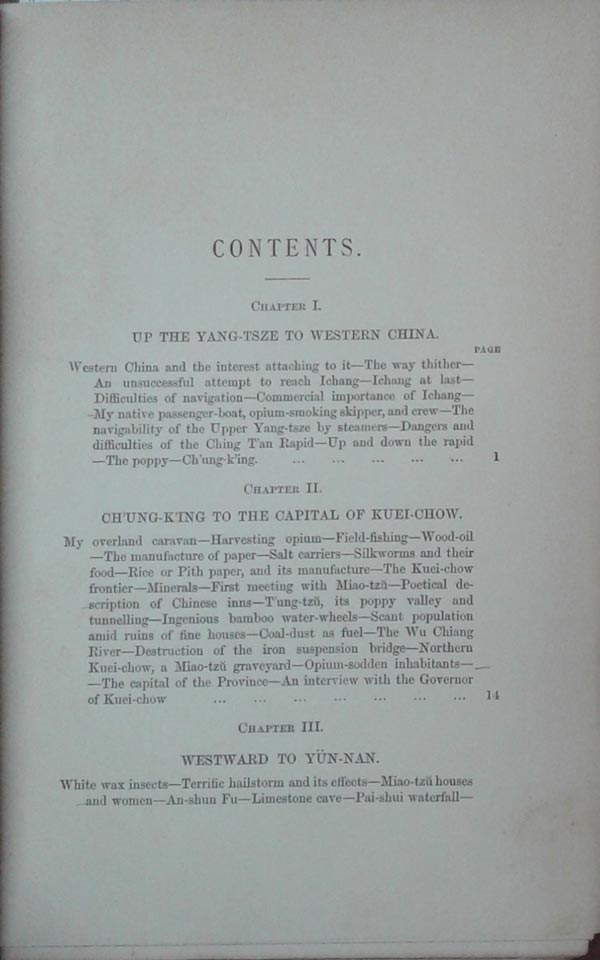 CONTENTS.
CHAPTER I.
UP THE YANG-TSZE TO WESTERN CHINA.
PAGE
Western China and the interest attaching to it—The way thither—
An unsuccessful attempt to reach Ichang—Ichang at last—
Difficulties of navigation—Commercial importance of Ichang—
-My native passenger-boat, opium-smoking skipper, and crew—The
navigability of the Upper Yang-tsze by steamers—Dangers and
difficulties of the Ching T'an Rapid—Up and down the rapid
—The poppy—Ch'ung-k'ing. ... ... ... ... ... 1
CHAPTER II.
CH'UNG-K'ING TO THE CAPITAL OF KUEI-CHOW.
My overland caravan—Harvesting opium—Field-fishing—Wood-oil
—The manufacture of paper—Salt carriers—Silkworms and their
food—Rice or Pith paper, and its manufacture—The Kuei-chow
frontier—Minerals—First meeting with Miao-tzŭ—Poetical de-
scription of Chinese inns—T'ung-tzŭ, its poppy valley and
tunnelling—Ingenious bamboo water-wheels—Scant population
amid ruins of fine houses—Coal-dust as fuel—The Wu Chiang
River—Destruction of the iron suspension bridge—Northern
Kuei-chow, a Miao-tzŭ graveyard—Opium-sodden inhabitants—
—The capital of the Province—An interview with the Governor
of Kuei-chow ... ... ... ... ... ... ... 14
CHAPTER III.
WESTWARD TO YÜN-NAN.
White wax insects—Terrific hailstorm and its effects—Miao-tzŭ houses
and women—An-shun Fu—Limestone cave—Pai-shui waterfall—